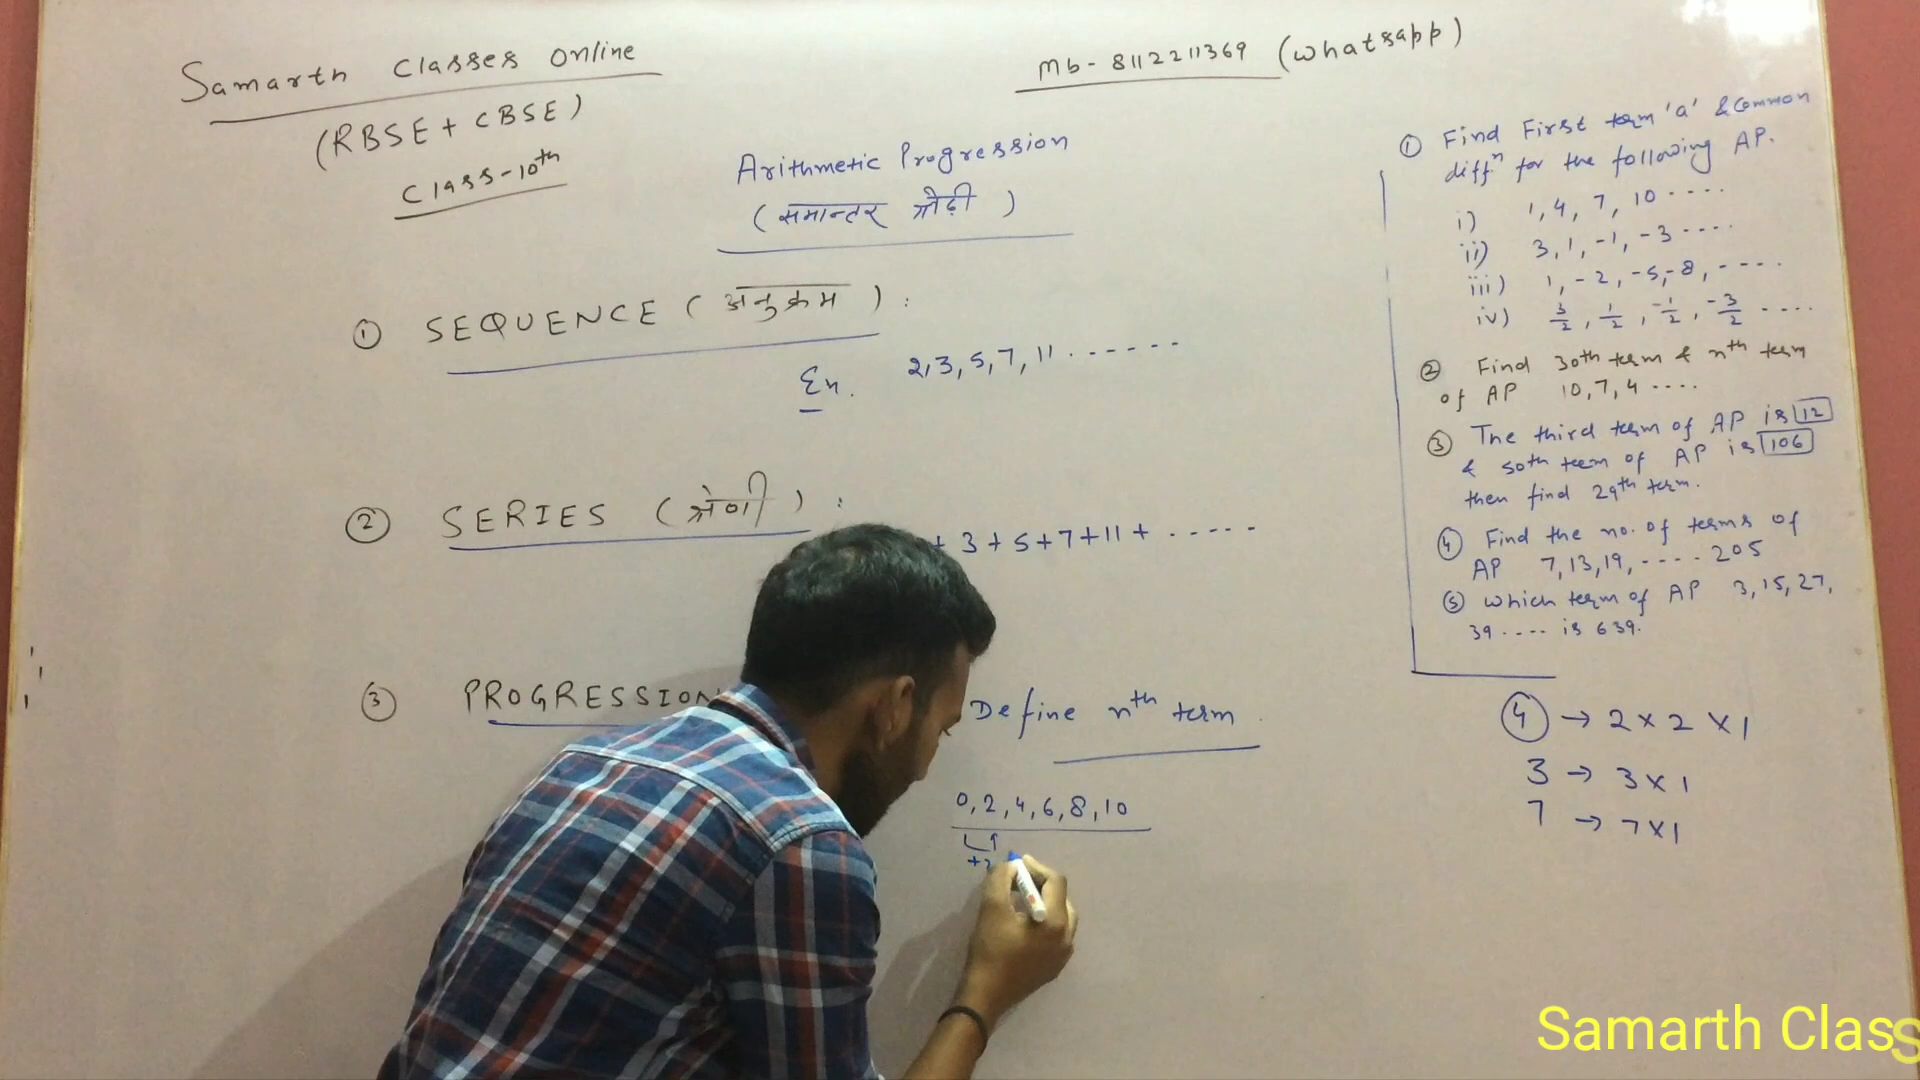 Samarth Classes online
(RBSE + CBSE)
Class-10th
Mb- 8112211369 (whatsapp)
Arithmetic Progression
(समान्तर श्रेढ़ी)
① SEQUENCE (अनुक्रम) :
Ex. 2,3,5,7,11.......
② SERIES (श्रेणी) :
+ 3+5+7+11+ ......
③ PROGRESSION
Define nth term.
0,2,4,6,8,10
+2
① Find First term 'a' & Common
diffn for the following AP.
i) 1,4,7,10....
ii) 3,1,-1,-3....
iii) 1,-2,-5,-8,----
iv) 3/2, 1/2, -1/2, -3/2 ....
② Find 30th term & nth term
of AP 10,7,4....
③ The third term of AP is 12
& 50th term of AP is 106
then find 29th term.
④ Find the no. of terms of
AP 7,13,19,.....205
⑤ Which term of AP 3,15,27,
39.... is 639.
④ → 2×2×1
3 → 3×1
7 → 7×1
Samarth Class